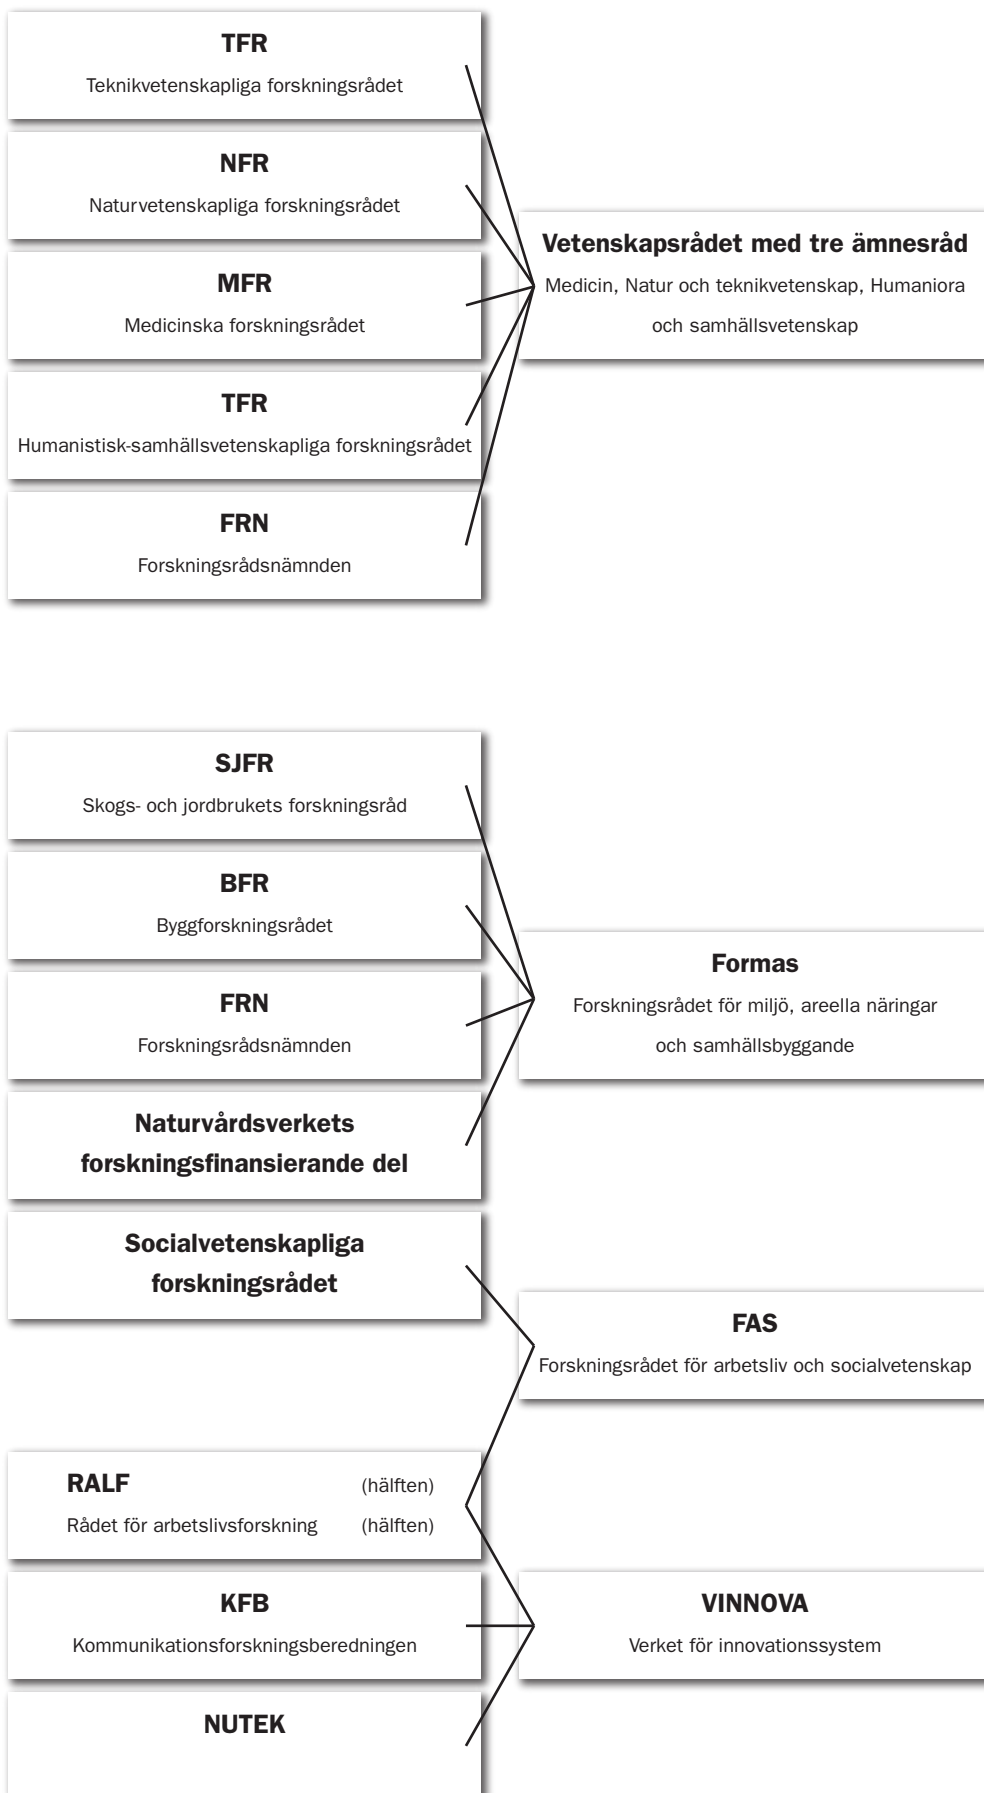 TFR
Teknikvetenskapliga forskningsrådet
NFR
Naturvetenskapliga forskningsrådet
MFR
Medicinska forskningsrådet
TFR
Humanistisk-samhällsvetenskapliga forskningsrådet
FRN
Forskningsrådsnämnden
Vetenskapsrådet med tre ämnesråd
Medicin, Natur och teknikvetenskap, Humaniora
och samhällsvetenskap
SJFR
Skogs- och jordbrukets forskningsråd
BFR
Byggforskningsrådet
FRN
Forskningsrådsnämnden
Naturvårdsverkets
forskningsfinansierande del
Formas
Forskningsrådet för miljö, areella näringar
och samhällsbyggande
Socialvetenskapliga
forskningsrådet
FAS
Forskningsrådet för arbetsliv och socialvetenskap
RALF (hälften)
Rådet för arbetslivsforskning (hälften)
KFB
Kommunikationsforskningsberedningen
NUTEK
VINNOVA
Verket för innovationssystem